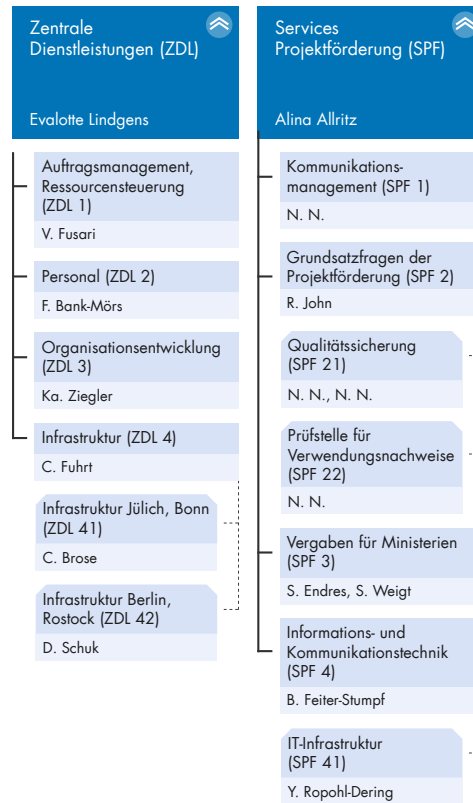 Zentrale
Dienstleistungen (ZDL)
Evalotte Lindgens
Auftragsmanagement,
Ressourcensteuerung
(ZDL 1)
V. Fusari
Personal (ZDL 2)
F. Bank-Mörs
Organisationsentwicklung
(ZDL 3)
Ka. Ziegler
Infrastruktur (ZDL 4)
C. Fuhrt
Infrastruktur Jülich, Bonn
(ZDL 41)
C. Brose
Infrastruktur Berlin,
Rostock (ZDL 42)
D. Schuk
Services
Projektförderung (SPF)
Alina Allritz
Kommunikations-
management (SPF 1)
N. N.
Grundsatzfragen der
Projektförderung (SPF 2)
R. John
Qualitätssicherung
(SPF 21)
N. N., N. N.
Prüfstelle für
Verwendungsnachweise
(SPF 22)
N. N.
Vergaben für Ministerien
(SPF 3)
S. Endres, S. Weigt
Informations- und
Kommunikationstechnik
(SPF 4)
B. Feiter-Stumpf
IT-Infrastruktur
(SPF 41)
Y. Ropohl-Dering